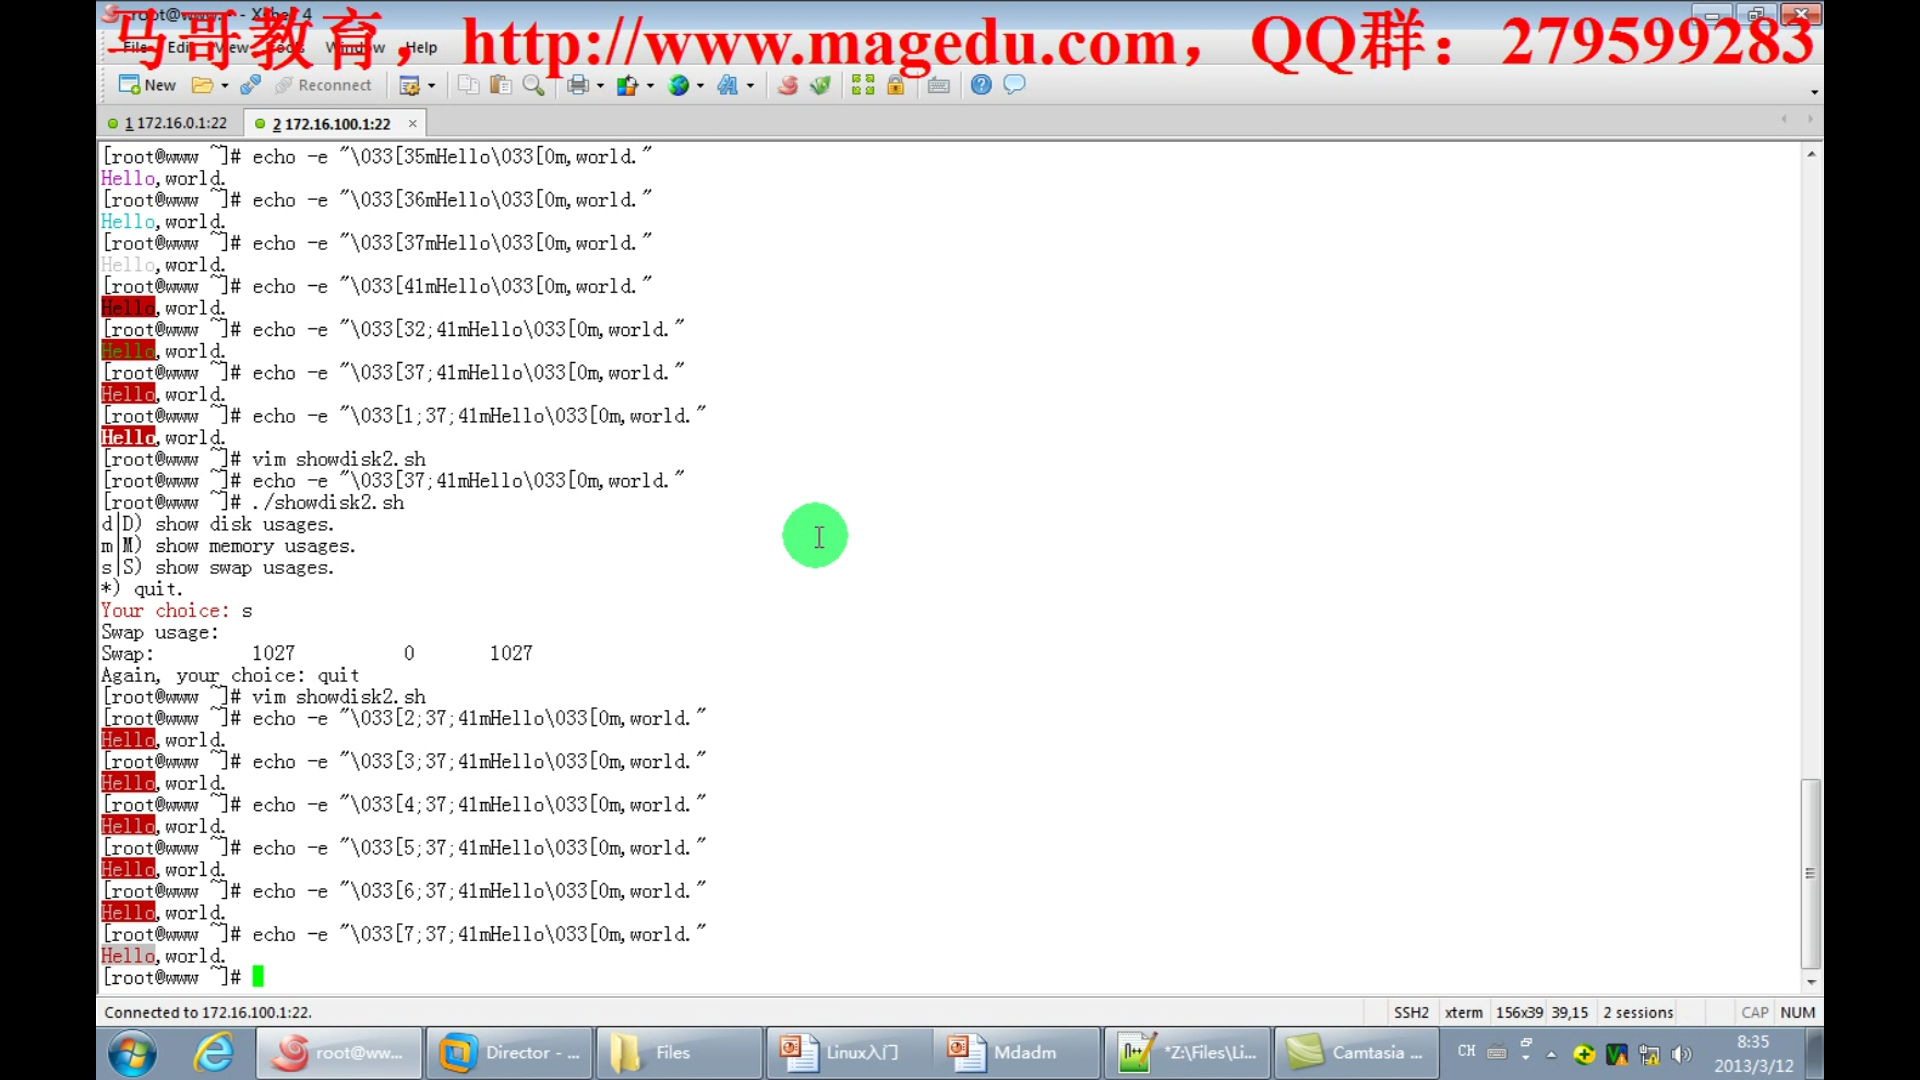 root@www:~ - Xshell 4
马哥教育，http://www.magedu.com，QQ群：279599283
File Edit View Tools Window Help
New Reconnect
1 172.16.0.1:22 2 172.16.100.1:22
[root@www ~]# echo -e "\033[35mHello\033[0m,world."
Hello,world.
[root@www ~]# echo -e "\033[36mHello\033[0m,world."
Hello,world.
[root@www ~]# echo -e "\033[37mHello\033[0m,world."
Hello,world.
[root@www ~]# echo -e "\033[41mHello\033[0m,world."
Hello,world.
[root@www ~]# echo -e "\033[32;41mHello\033[0m,world."
Hello,world.
[root@www ~]# echo -e "\033[37;41mHello\033[0m,world."
Hello,world.
[root@www ~]# echo -e "\033[1;37;41mHello\033[0m,world."
Hello,world.
[root@www ~]# vim showdisk2.sh
[root@www ~]# echo -e "\033[37;41mHello\033[0m,world."
[root@www ~]# ./showdisk2.sh
d|D) show disk usages.
m|M) show memory usages.
s|S) show swap usages.
*) quit.
Your choice: s
Swap usage:
Swap: 1027 0 1027
Again, your choice: quit
[root@www ~]# vim showdisk2.sh
[root@www ~]# echo -e "\033[2;37;41mHello\033[0m,world."
Hello,world.
[root@www ~]# echo -e "\033[3;37;41mHello\033[0m,world."
Hello,world.
[root@www ~]# echo -e "\033[4;37;41mHello\033[0m,world."
Hello,world.
[root@www ~]# echo -e "\033[5;37;41mHello\033[0m,world."
Hello,world.
[root@www ~]# echo -e "\033[6;37;41mHello\033[0m,world."
Hello,world.
[root@www ~]# echo -e "\033[7;37;41mHello\033[0m,world."
Hello,world.
[root@www ~]#
Connected to 172.16.100.1:22. SSH2 xterm 156x39 39,15 2 sessions CAP NUM
root@ww... Director - ... Files Linux入门 Mdadm *Z:\Files\Li... Camtasia ... CH 8:35
2013/3/12